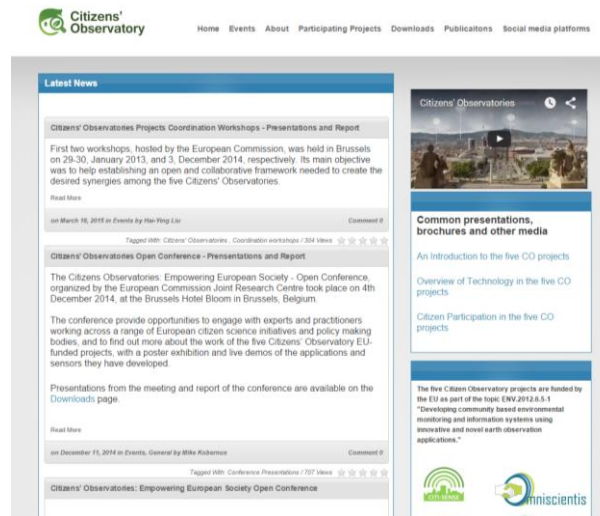 Citizens'
Observatory
Home Events About Participating Projects Downloads Publicaitons Social media platforms
Latest News
Citizens' Observatories Projects Coordination Workshops - Presentations and Report
First two workshops, hosted by the European Commission, was held in Brussels
on 29-30, January 2013, and 3, December 2014, respectively. Its main objective
was to help establishing an open and collaborative framework needed to create the
desired synergies among the five Citizens' Observatories.
Read More
on March 18, 2015 in Events by Hai-Ying Liu Comment 0
Tagged With: Citizens' Observatories , Coordination workshops / 304 Views
Citizens' Observatories Open Conference - Prensentations and Report
The Citizens Observatories: Empowering European Society - Open Conference,
organized by the European Commission Joint Research Centre took place on 4th
December 2014, at the Brussels Hotel Bloom in Brussels, Belgium.
The conference provide opportunities to engage with experts and practitioners
working across a range of European citizen science initiatives and policy making
bodies, and to find out more about the work of the five Citizens' Observatory EU-
funded projects, with a poster exhibition and live demos of the applications and
sensors they have developed.
Presentations from the meeting and report of the conference are available on the
Downloads page.
Read More
on December 11, 2014 in Events, General by Mike Kobernus Comment 0
Tagged With: Conference Presentations / 707 Views
Citizens' Observatories: Empowering European Society Open Conference
Citizens' Observatories
Common presentations,
brochures and other media
An Introduction to the five CO projects
Overview of Technology in the five CO
projects
Citizen Participation in the five CO
projects
The five Citizen Observatory projects are funded by
the EU as part of the topic ENV.2012.6.5-1
"Developing community based environmental
monitoring and information systems using
innovative and novel earth observation
applications."
CITI-SENSE
Omniscientis